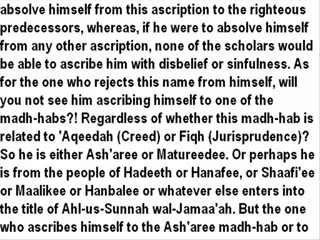 absolve himself from this ascription to the righteous
predecessors, whereas, if he were to absolve himself
from any other ascription, none of the scholars would
be able to ascribe him with disbelief or sinfulness. As
for the one who rejects this name from himself, will
you not see him ascribing himself to one of the
madh-habs?! Regardless of whether this madh-hab is
related to 'Aqeedah (Creed) or Fiqh (Jurisprudence)?
So he is either Ash'aree or Matureedee. Or perhaps he
is from the people of Hadeeth or Hanafee, or Shaafi'ee
or Maalikee or Hanbalee or whatever else enters into
the title of Ahl-us-Sunnah wal-Jamaa'ah. But the one
who ascribes himself to the Ash'aree madh-hab or to